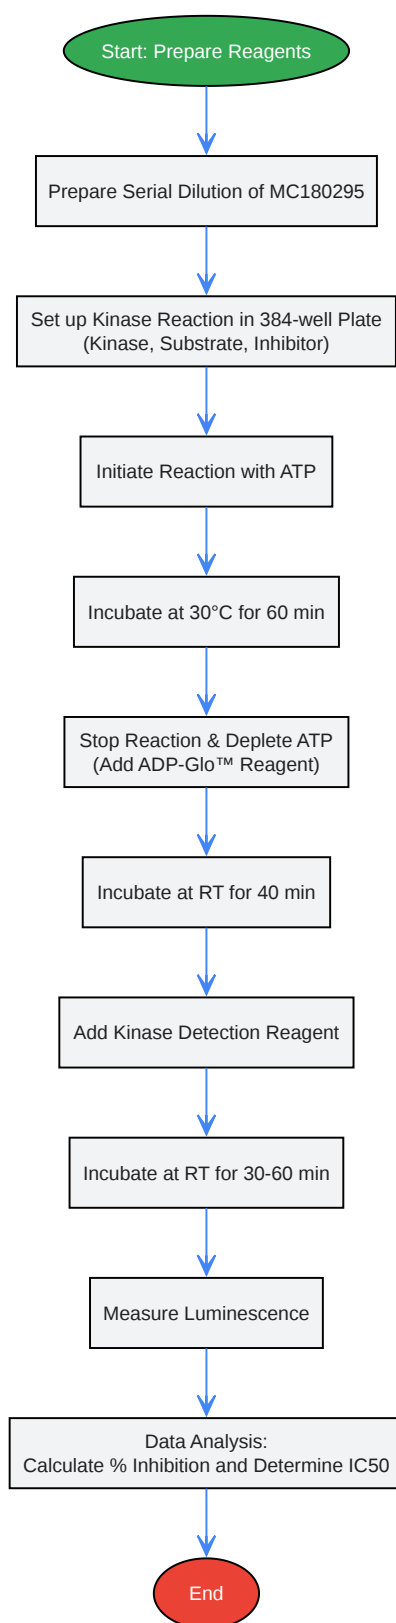 Start: Prepare Reagents
Prepare Serial Dilution of MC180295
Set up Kinase Reaction in 384-well Plate
(Kinase, Substrate, Inhibitor)
Initiate Reaction with ATP
Incubate at 30°C for 60 min
Stop Reaction & Deplete ATP
(Add ADP-Glo™ Reagent)
Incubate at RT for 40 min
Add Kinase Detection Reagent
Incubate at RT for 30-60 min
Measure Luminescence
Data Analysis:
Calculate % Inhibition and Determine IC50
End